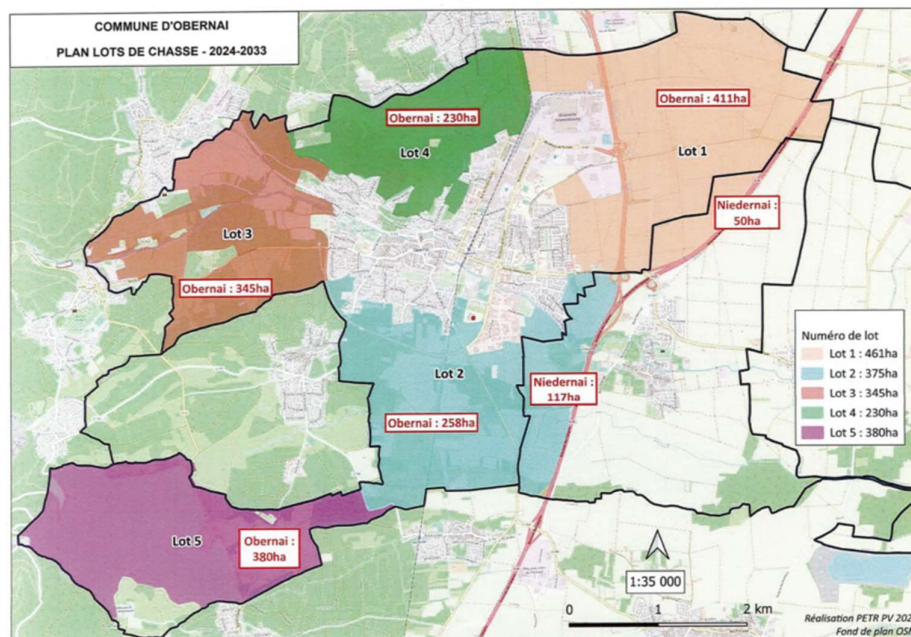 COMMUNE D'OBERNAI
PLAN LOTS DE CHASSE - 2024-2033
Obernai : 411ha
Obernai : 230ha
Lot 4
Lot 1
Niedernai :
50ha
Lot 3
Obernai : 345ha
Numéro de lot
Lot 1 : 461ha
Lot 2 : 375ha
Lot 3 : 345ha
Lot 4 : 230ha
Lot 5 : 380ha
Lot 2
Niedernai :
117ha
Obernai : 258ha
Lot 5
Obernai :
380ha
1:35 000
0 1 2 km
Réalisation PETR PV 202
Fond de plan OS